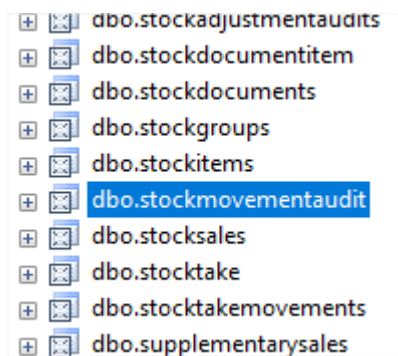 dbo.stockadjustmentaudits
dbo.stockdocumentitem
dbo.stockdocuments
dbo.stockgroups
dbo.stockitems
dbo.stockmovementaudit
dbo.stocksales
dbo.stocktake
dbo.stocktakemovements
dbo.supplementarysales